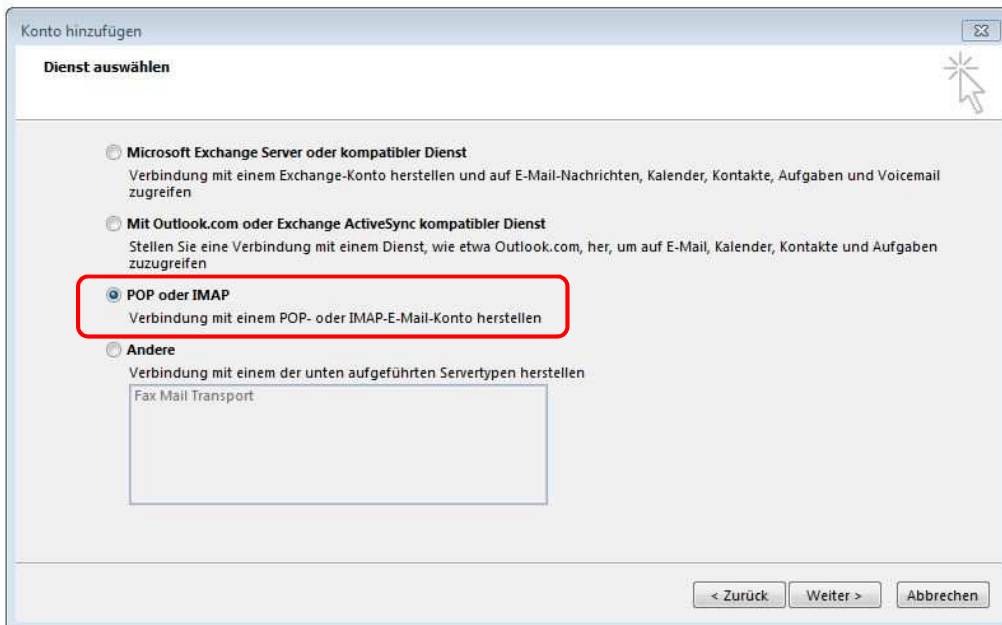 Konto hinzufügen
Dienst auswählen
Microsoft Exchange Server oder kompatibler Dienst
Verbindung mit einem Exchange-Konto herstellen und auf E-Mail-Nachrichten, Kalender, Kontakte, Aufgaben und Voicemail
zugreifen
Mit Outlook.com oder Exchange ActiveSync kompatibler Dienst
Stellen Sie eine Verbindung mit einem Dienst, wie etwa Outlook.com, her, um auf E-Mail, Kalender, Kontakte und Aufgaben
zuzugreifen
POP oder IMAP
Verbindung mit einem POP- oder IMAP-E-Mail-Konto herstellen
Andere
Verbindung mit einem der unten aufgeführten Servertypen herstellen
Fax Mail Transport
< Zurück Weiter > Abbrechen